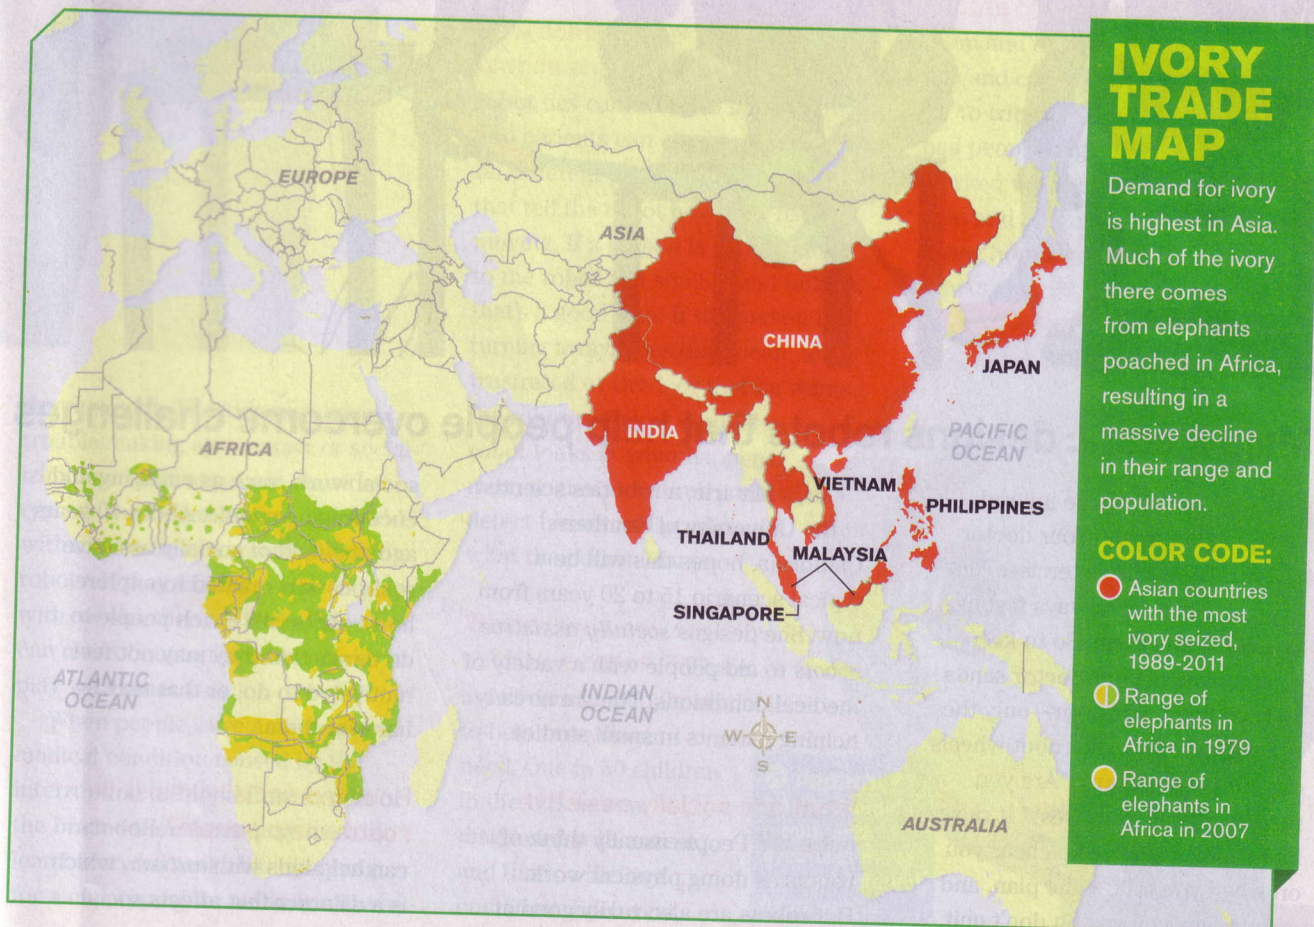 IVORY
TRADE
MAP
Demand for ivory
is highest in Asia.
Much of the ivory
there comes
from elephants
poached in Africa,
resulting in a
massive decline
in their range and
population.
COLOR CODE:
Asian countries
with the most
ivory seized,
1989-2011
Range of
elephants in
Africa in 1979
Range of
elephants in
Africa in 2007
EUROPE
ASIA
CHINA
JAPAN
INDIA
AFRICA
PACIFIC
OCEAN
VIETNAM
PHILIPPINES
THAILAND
MALAYSIA
SINGAPORE
ATLANTIC
OCEAN
INDIAN
OCEAN
N
W E
S
AUSTRALIA